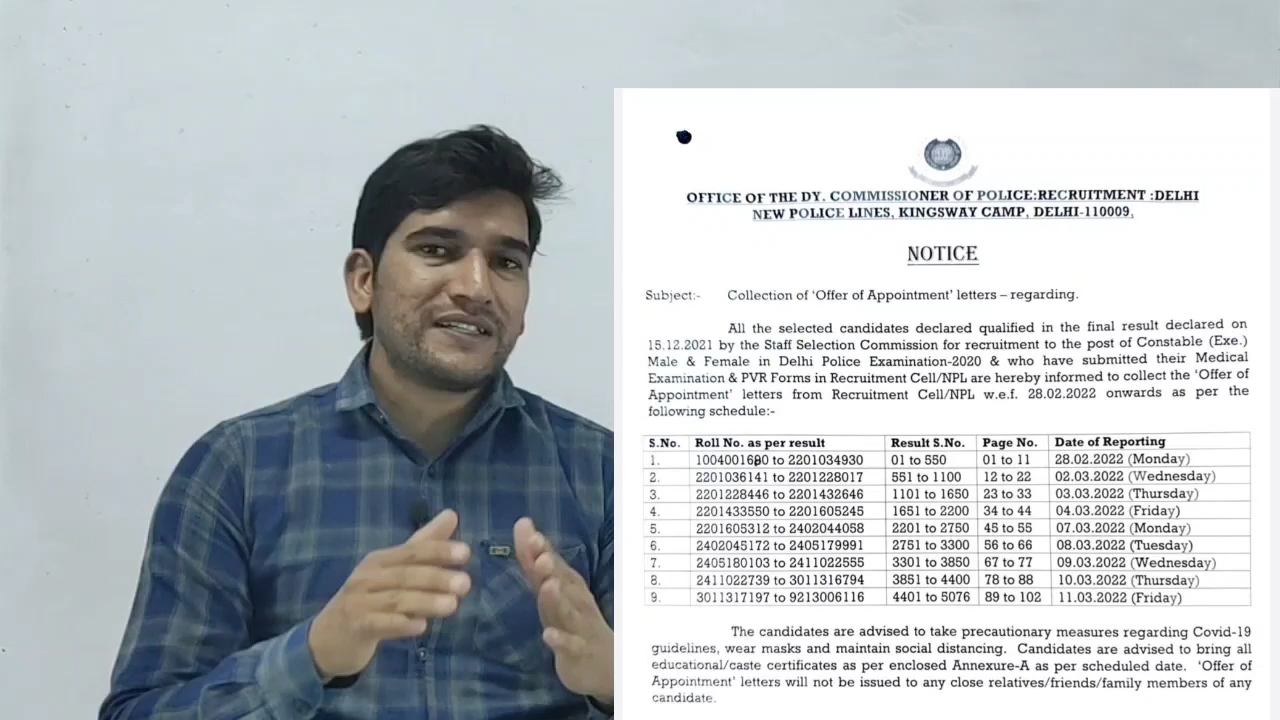 OFFICE OF THE DY. COMMISSIONER OF POLICE:RECRUITMENT :DELHI
NEW POLICE LINES, KINGSWAY CAMP, DELHI-110009.
NOTICE
Subject:- Collection of 'Offer of Appointment' letters – regarding.
All the selected candidates declared qualified in the final result declared on
15.12.2021 by the Staff Selection Commission for recruitment to the post of Constable (Exe.)
Male & Female in Delhi Police Examination-2020 & who have submitted their Medical
Examination & PVR Forms in Recruitment Cell/NPL are hereby informed to collect the 'Offer
of Appointment' letters from Recruitment Cell/NPL w.e.f. 28.02.2022 onwards as per the
following schedule:-
S.No. Roll No. as per result Result S.No. Page No. Date of Reporting
1. to 2201034930 01 to 550 01 to 11 28.02.2022 (Monday)
2. 2201036141 to 2201228017 551 to 1100 12 to 22 02.03.2022 (Wednesday)
3. 2201228446 to 2201432646 1101 to 1650 23 to 33 03.03.2022 (Thursday)
4. 2201433550 to 2201605245 1651 to 2200 34 to 44 04.03.2022 (Friday)
5. 2201605312 to 2402044058 2201 to 2750 45 to 55 07.03.2022 (Monday)
6. 2402045172 to 2405179991 2751 to 3300 56 to 66 08.03.2022 (Tuesday)
7. 2405180103 to 2411022555 3301 to 3850 67 to 77 09.03.2022 (Wednesday)
8. 2411022739 to 3011316794 3851 to 4400 78 to 88 10.03.2022 (Thursday)
9. 3011317197 to 9213006116 4401 to 5076 89 to 102 11.03.2022 (Friday)
The candidates are advised to take precautionary measures regarding Covid-19
guidelines, wear masks and maintain social distancing. Candidates are advised to bring all
educational/caste certificates as per enclosed Annexure-A as per scheduled date. 'Offer of
Appointment' letters will not be issued to any close relatives/friends/family members of any
candidate.